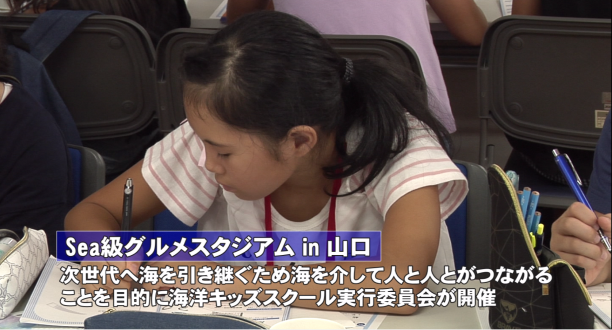 Sea級グルメスタジアム in 山口
次世代へ海を引き継ぐため海を介して人と人とがつながる
ことを目的に海洋キッズスクール実行委員会が開催